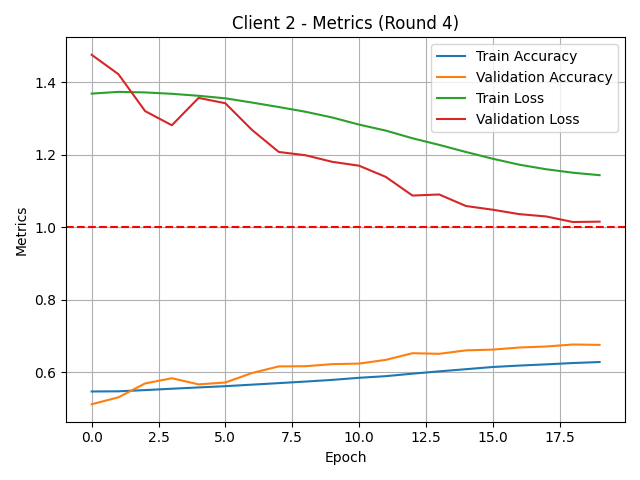 Client 2 - Metrics (Round 4)
Train Accuracy
Validation Accuracy
Train Loss
Validation Loss
1.4
1.2
1.0
0.8
0.6
Metrics
0.0
2.5
5.0
7.5
10.0
12.5
15.0
17.5
Epoch